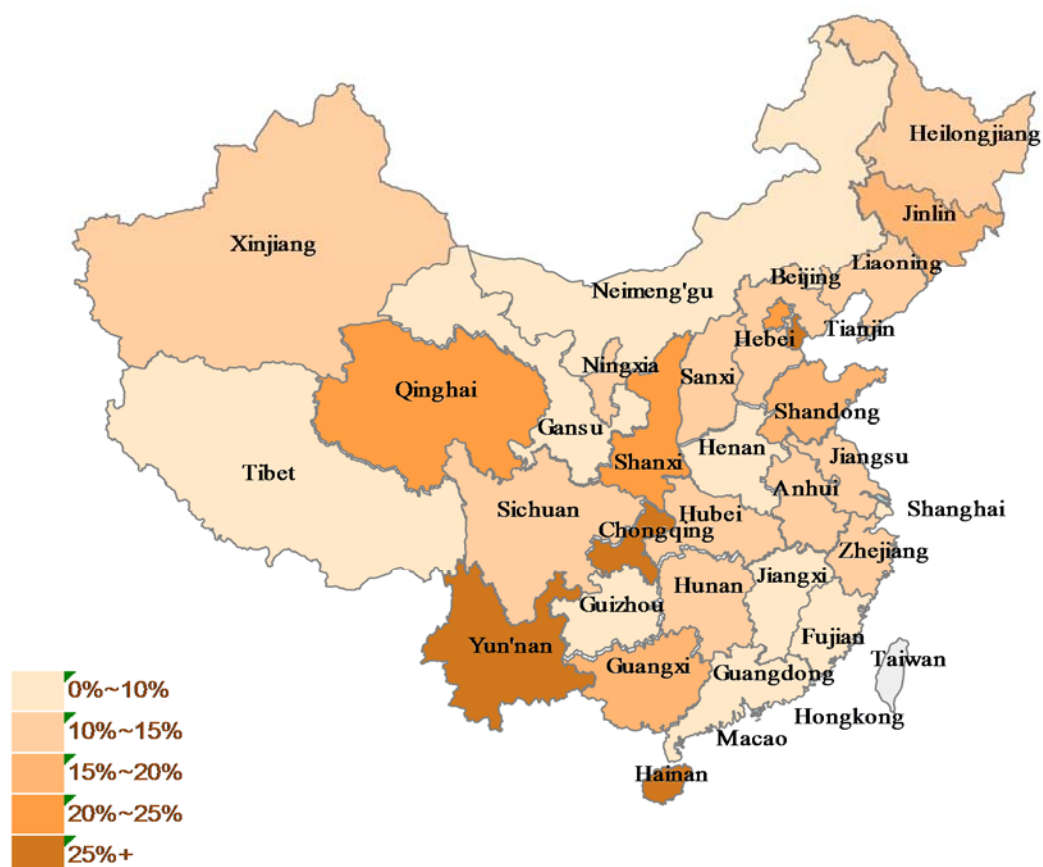 Heilongjiang
Jinlin
Xinjiang
Liaoning
Beijing
Neimeng'gu
Tianjin
Hebei
Ningxia
Sanxi
Qinghai
Shandong
Gansu
Henan
Jiangsu
Shanxi
Tibet
Anhui
Sichuan
Shanghai
Hubei
Chongqing
Zhejiang
Jiangxi
Hunan
Guizhou
Fujian
Yun'nan
Taiwan
Guangxi
Guangdong
Hongkong
Macao
Hainan
0%~10%
10%~15%
15%~20%
20%~25%
25%+